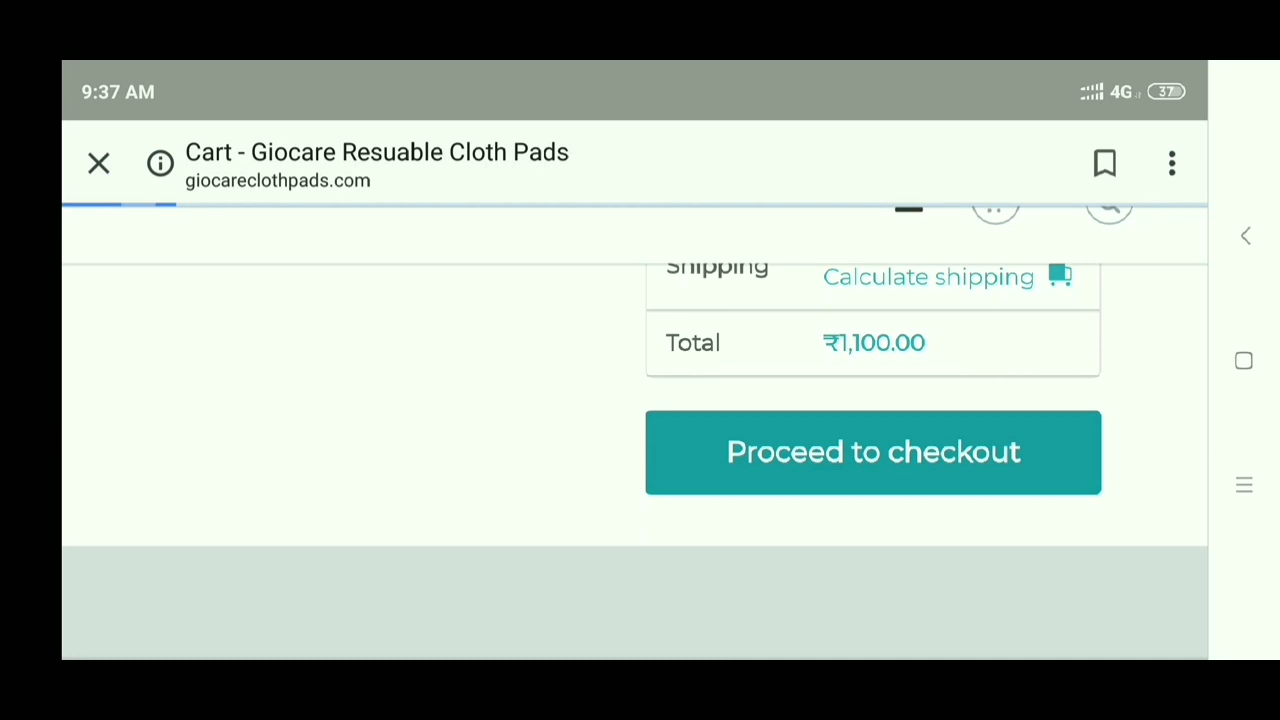 9:37 AM
4G
37
Cart - Giocare Resuable Cloth Pads
giocareclothpads.com
Shipping
Calculate shipping
Total
₹1,100.00
Proceed to checkout